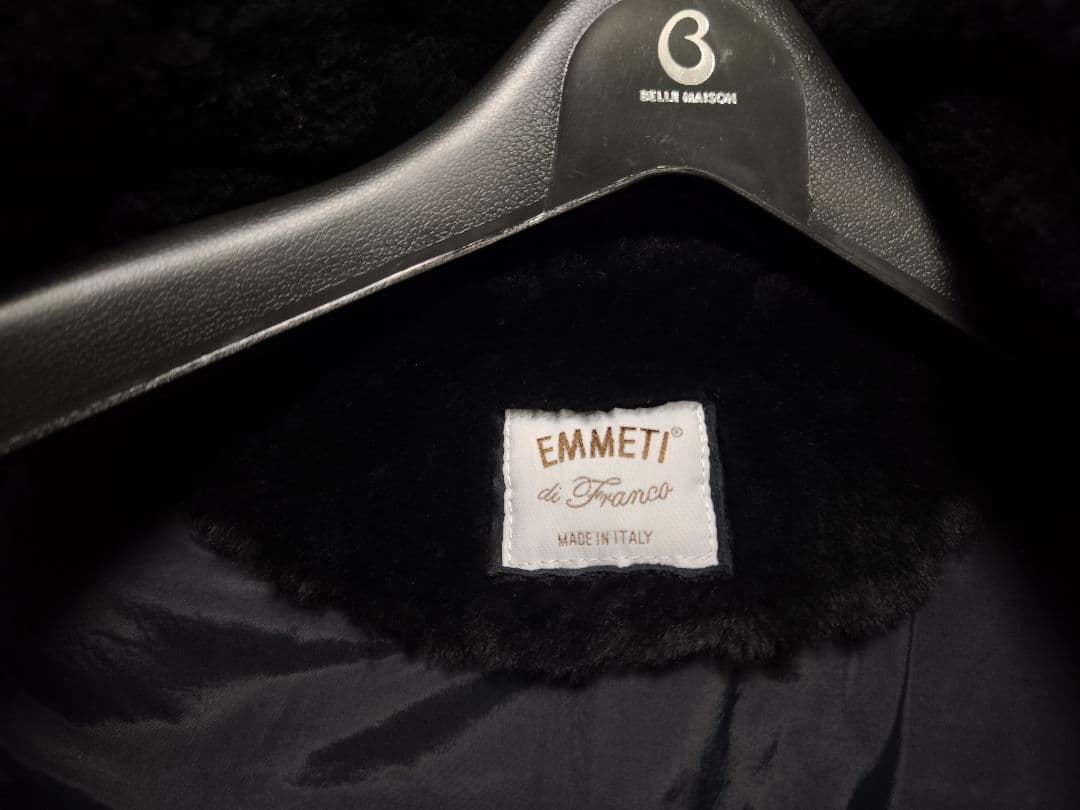 BELLE MAISON
EMMETI®
di Franco
MADE IN ITALY